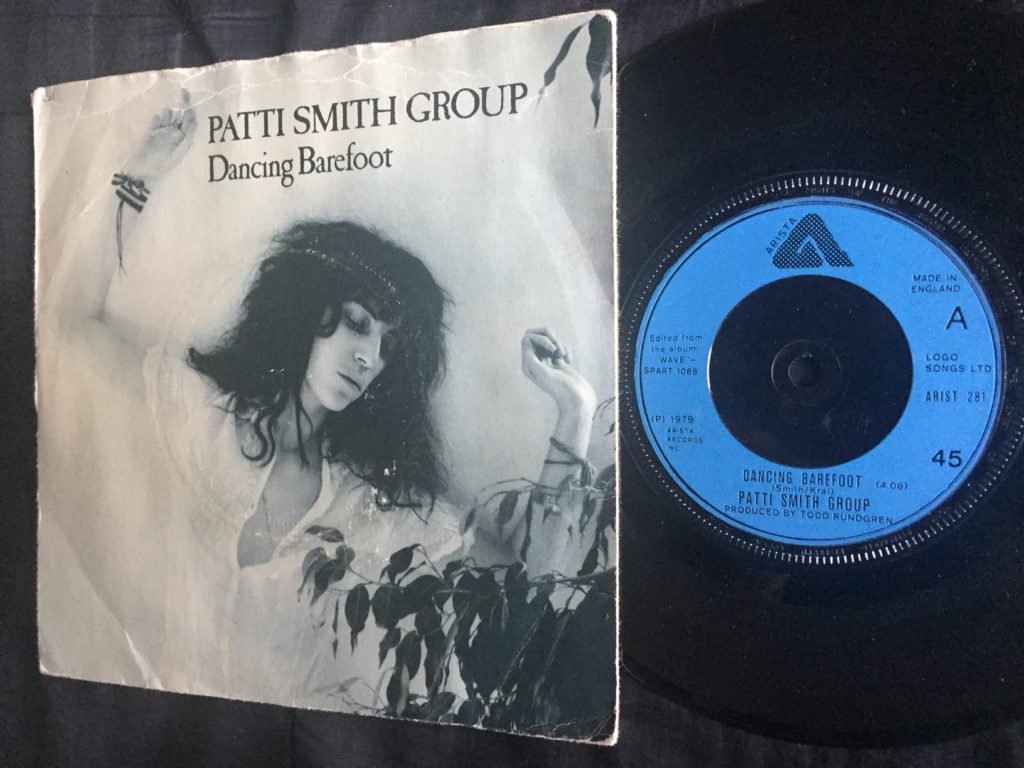 PATTI SMITH GROUP
Dancing Barefoot
ARISTA
MADE IN
ENGLAND
A
Edited from
the album:
WAVE"–
SPART 1086
LOGO
SONGS LTD
ARIST 281
(P) 1979
ARISTA
RECORDS
INC
45
DANCING BAREFOOT (4.08)
(Smith/Kral)
PATTI SMITH GROUP
PRODUCED BY TODD RUNDGREN